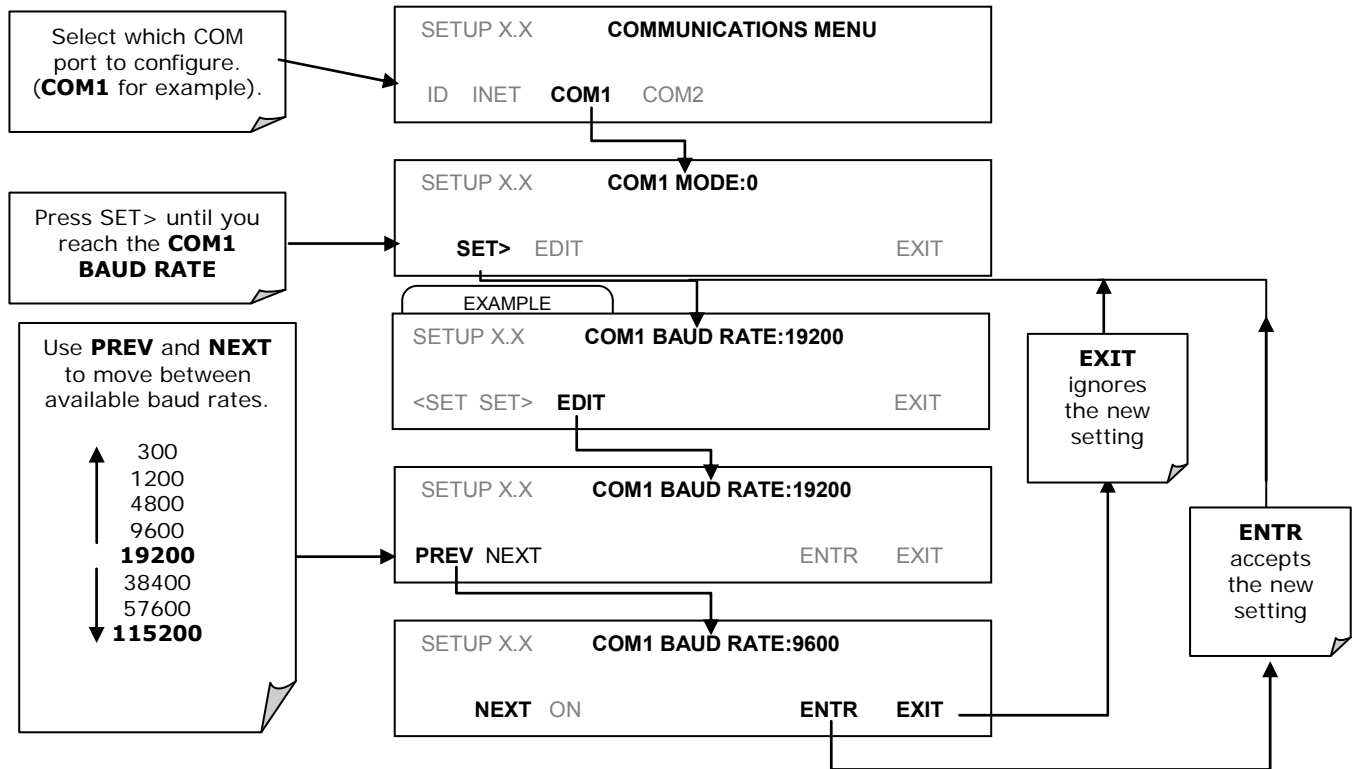 Select which COM
port to configure.
(COM1 for example).
SETUP X.X COMMUNICATIONS MENU
ID INET COM1 COM2
Press SET> until you
reach the COM1
BAUD RATE
SETUP X.X COM1 MODE:0
SET> EDIT EXIT
EXAMPLE
SETUP X.X COM1 BAUD RATE:19200
<SET SET> EDIT EXIT
Use PREV and NEXT
to move between
available baud rates.
300
1200
4800
9600
19200
38400
57600
115200
SETUP X.X COM1 BAUD RATE:19200
PREV NEXT ENTR EXIT
SETUP X.X COM1 BAUD RATE:9600
NEXT ON ENTR EXIT
EXIT
ignores
the new
setting
ENTR
accepts
the new
setting